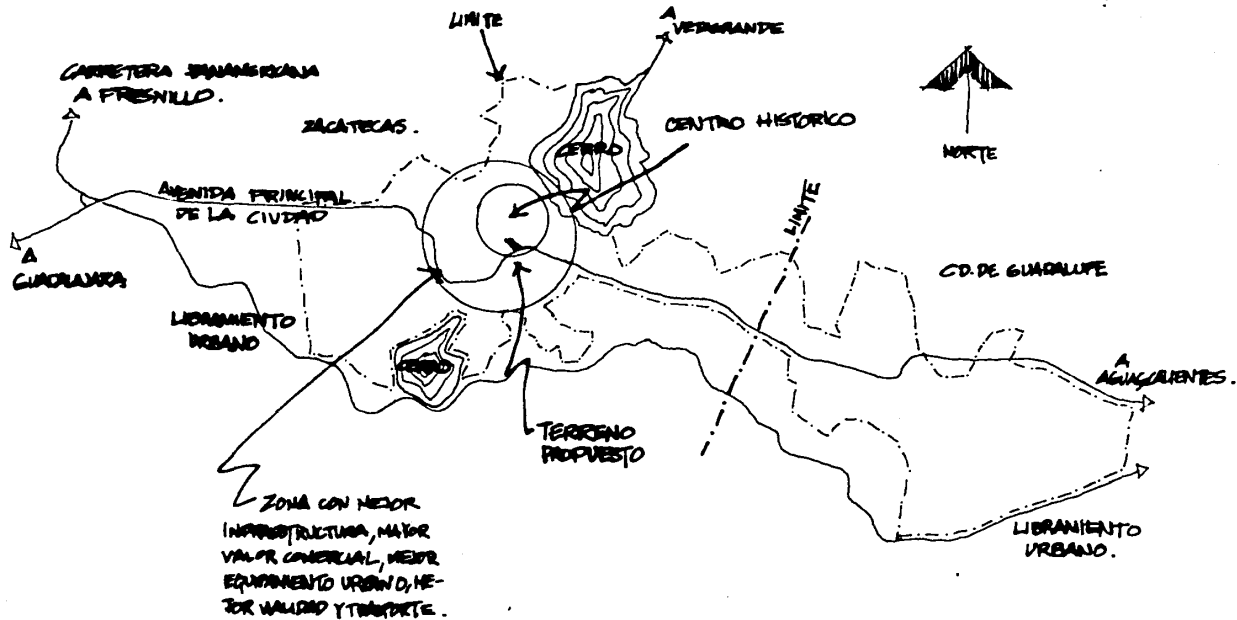 LIMITE
A
VETAGRANDE
CARRETERA PANAMERICANA
A FRESNILLO.
ZACATECAS.
CENTRO HISTORICO
CERRO
NORTE
AVENIDA PRINCIPAL
DE LA CIUDAD
LIMITE
A
GUADALAJARA
CD. DE GUADALUPE
LIBRAMIENTO
URBANO
CERRO
A
AGUASCALIENTES.
TERRENO
PROPUESTO
ZONA CON MEJOR
INFRAESTRUCTURA, MAYOR
VALOR COMERCIAL, MEJOR
EQUIPAMIENTO URBANO, ME-
JOR VIALIDAD Y TRASPORTE.
LIBRAMIENTO
URBANO.